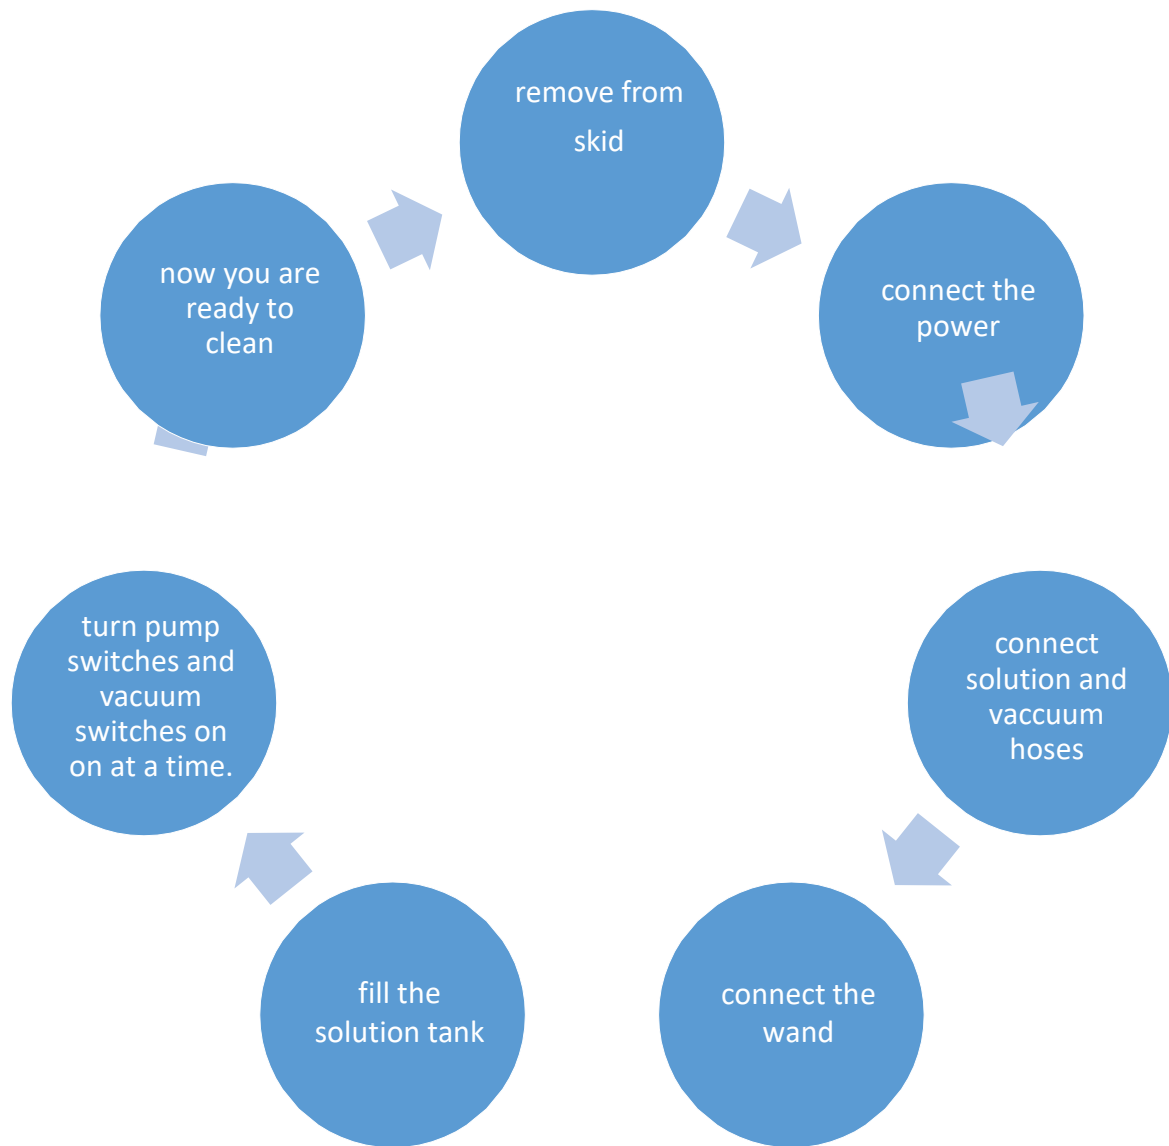 remove from
skid
connect the
power
connect
solution and
vaccuum
hoses
connect the
wand
fill the
solution tank
turn pump
switches and
vacuum
switches on
on at a time.
now you are
ready to
clean